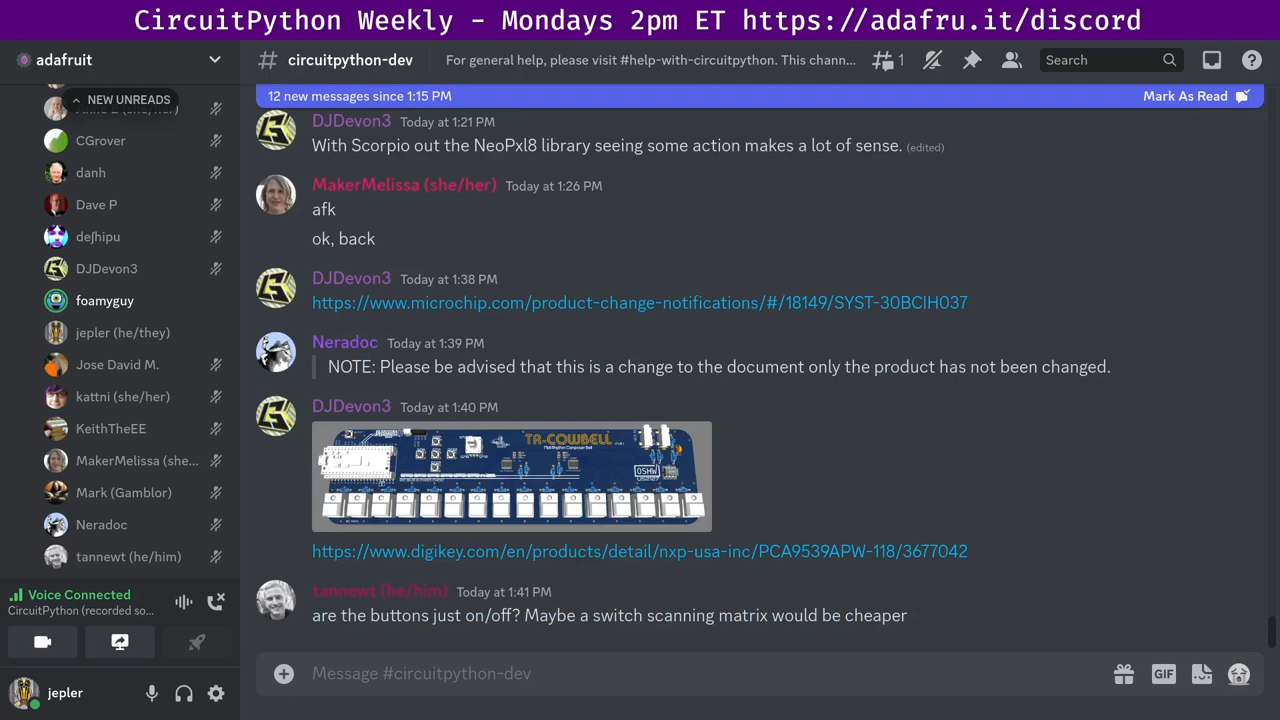 CircuitPython Weekly - Mondays 2pm ET https://adafru.it/discord
adafruit
# circuitpython-dev
For general help, please visit #help-with-circuitpython. This chann...
1
Search
NEW UNREADS
CGrover
danh
Dave P
deʃhipu
DJDevon3
foamyguy
jepler (he/they)
Jose David M.
kattni (she/her)
KeithTheEE
MakerMelissa (she...
Mark (Gamblor)
Neradoc
tannewt (he/him)
Voice Connected
CircuitPython (recorded so...
jepler
12 new messages since 1:15 PM
Mark As Read
DJDevon3 Today at 1:21 PM
With Scorpio out the NeoPxl8 library seeing some action makes a lot of sense. (edited)
MakerMelissa (she/her) Today at 1:26 PM
afk
ok, back
DJDevon3 Today at 1:38 PM
https://www.microchip.com/product-change-notifications/#/18149/SYST-30BCIH037
Neradoc Today at 1:39 PM
NOTE: Please be advised that this is a change to the document only the product has not been changed.
DJDevon3 Today at 1:40 PM
TA-COWBELL
OSHW
https://www.digikey.com/en/products/detail/nxp-usa-inc/PCA9539APW-118/3677042
tannewt (he/him) Today at 1:41 PM
are the buttons just on/off? Maybe a switch scanning matrix would be cheaper
Message #circuitpython-dev
GIF